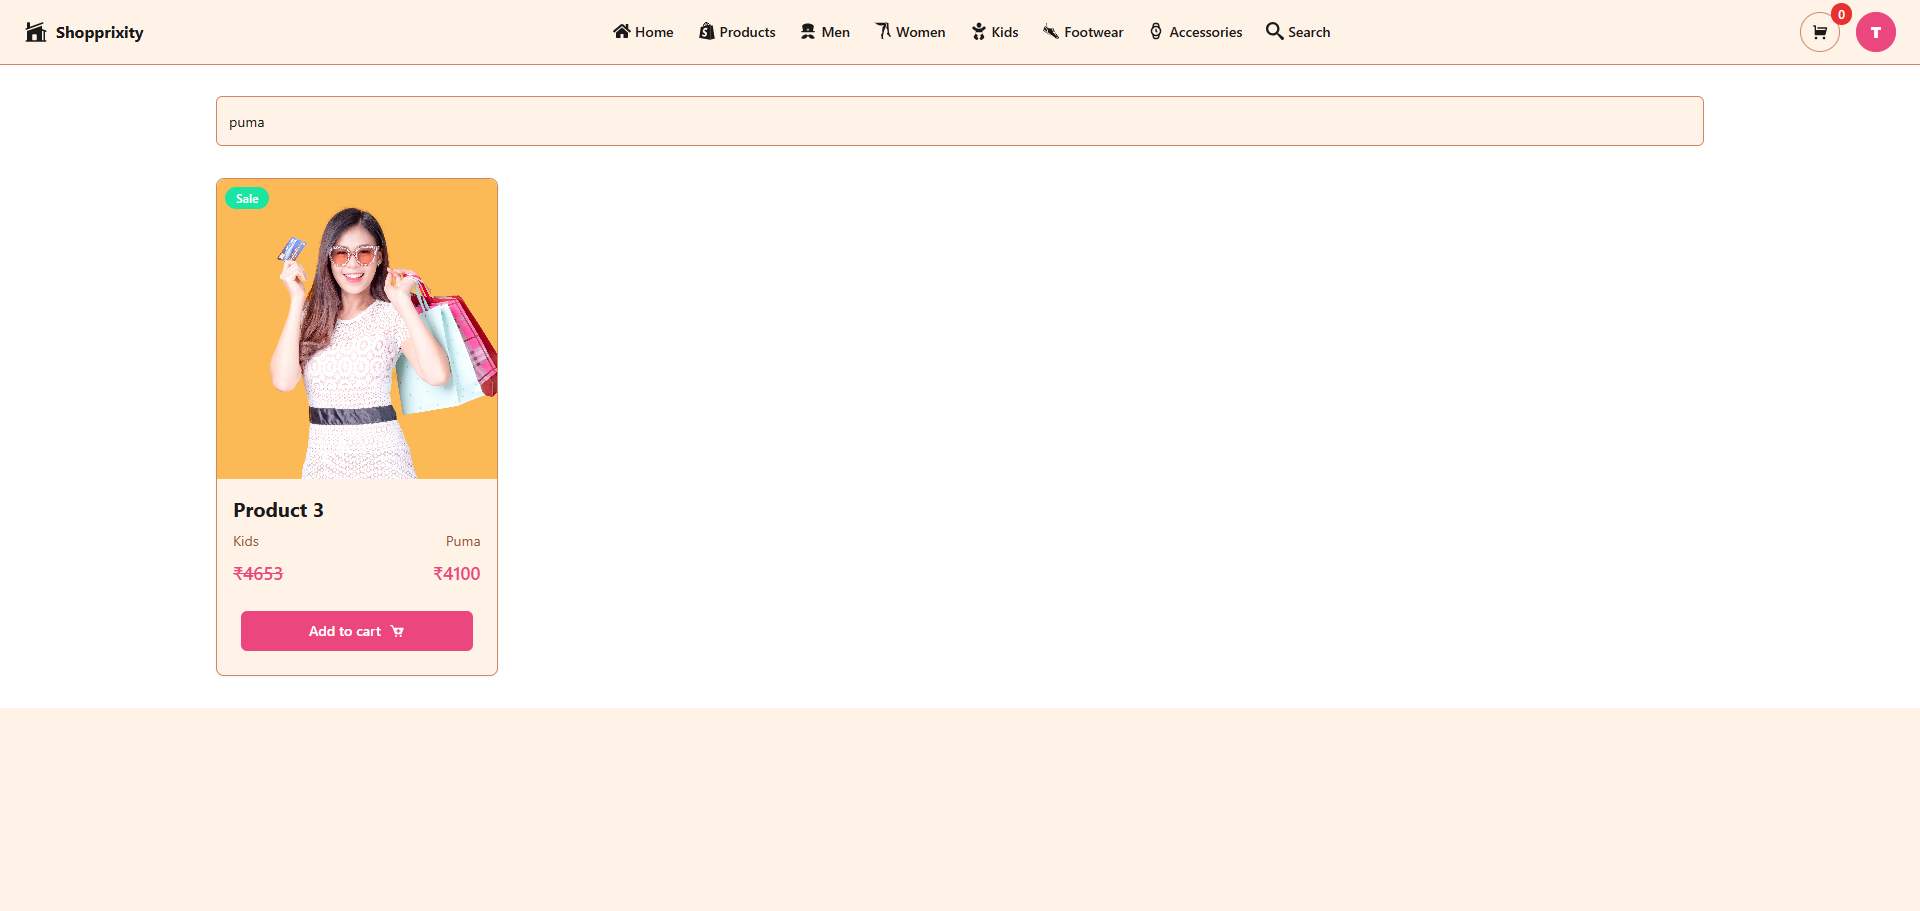 Shopprixity
Home Products Men Women Kids Footwear Accessories Search
0
T
puma
Sale
Product 3
Kids Puma
₹4653 ₹4100
Add to cart